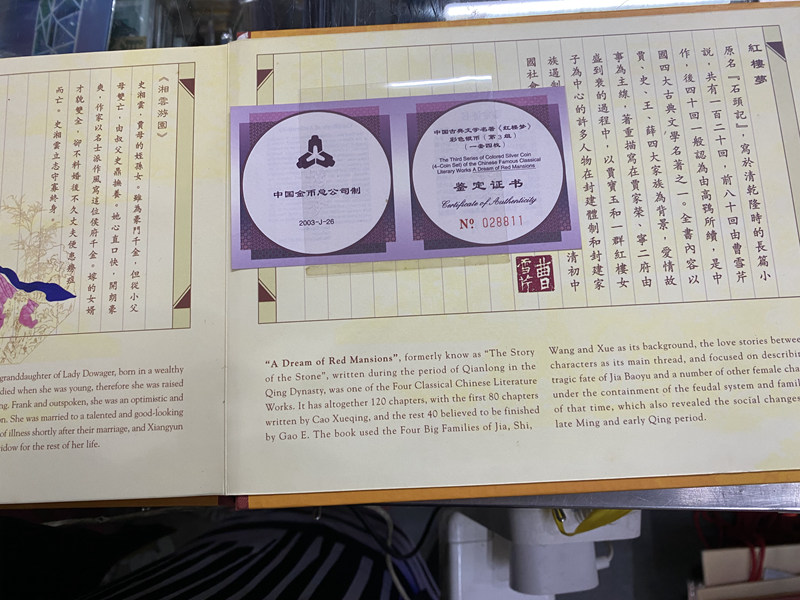 《湘雲游園》
史湘雲，賈母的姪孫女。雖為豪門千金，但從小父
母雙亡，由叔父史鼎撫養。她心直口快，開朗豪
爽，作客以名士派作風寫這位侯府千金。嫁的女婿
才貌雙全，卻不料婚後不久丈夫便患癆症
而亡。史湘雲立志守寡終身。
granddaughter of Lady Dowager, born in a wealthy
died when she was young, therefore she was raised
ng. Frank and outspoken, she was an optimistic and
on. She was married to a talented and good-looking
of illness shortly after their marriage, and Xiangyun
widow for the rest of her life.
紅樓夢
原名『石頭記』，寫於清乾隆時的長篇小
說，共有一百二十回，前八十回由曹雪芹
作，後四十回一般認為由高鶚所續，是中
國四大古典文學名著之一。全書內容以
賈、史、王、薛四大家族為背景，愛情故
事為主線，著重描寫在賈家榮、寧二府由
盛到衰的過程中，以賈寶玉和一群紅樓女
子為中心的許多人物在封建體制和封建家
族遏制
清初中
國社會
曹雪芹
中国金币总公司制
2003-J-26
中国古典文学名著《红楼梦》
彩色银币（第3组）
（一套四枚）
The Third Series of Colored Silver Coin
(4-Coin Set) of the Chinese Famous Classical
Literary Works A Dream of Red Mansions
鉴定证书
Certificate of Authenticity
No. 028811
"A Dream of Red Mansions", formerly know as "The Story
of the Stone", written during the period of Qianlong in the
Qing Dynasty, was one of the Four Classical Chinese Literature
Works. It has altogether 120 chapters, with the first 80 chapters
written by Cao Xueqing, and the rest 40 believed to be finished
by Gao E. The book used the Four Big Families of Jia, Shi,
Wang and Xue as its background, the love stories betwee
characters as its main thread, and focused on describin
tragic fate of Jia Baoyu and a number of other female cha
under the containment of the feudal system and famil
of that time, which also revealed the social changes
late Ming and early Qing period.